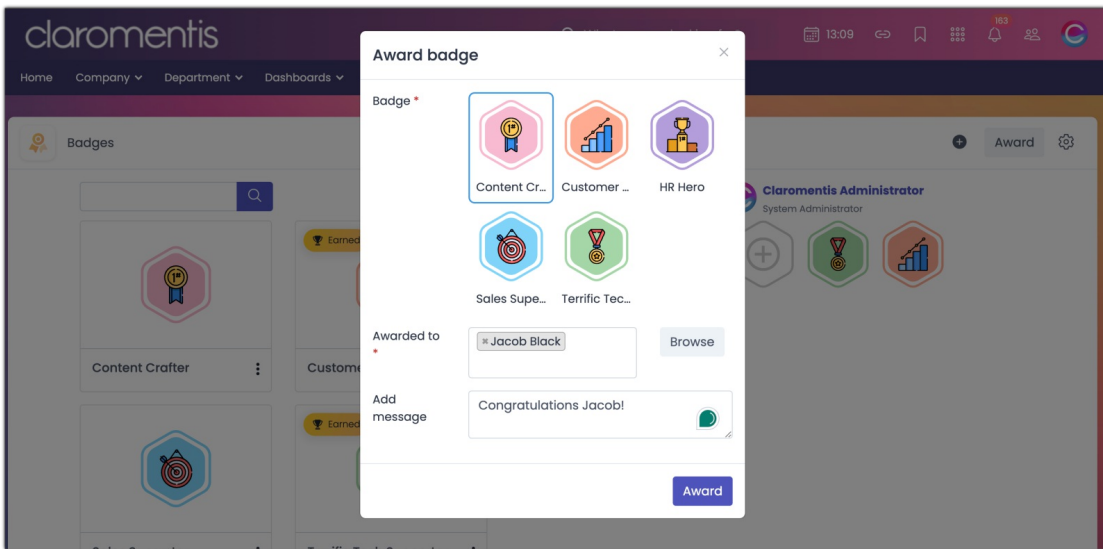 claromentis
13:09
163
Home Company Department Dashboards
Badges
Award
Award badge
Badge *
1#
Content Cr...
Customer ...
HR Hero
Sales Supe...
Terrific Tec...
Awarded to
*
× Jacob Black
Browse
Add
message
Congratulations Jacob!
Award
Earned
Content Crafter
Custome
Earned
Claromentis Administrator
System Administrator